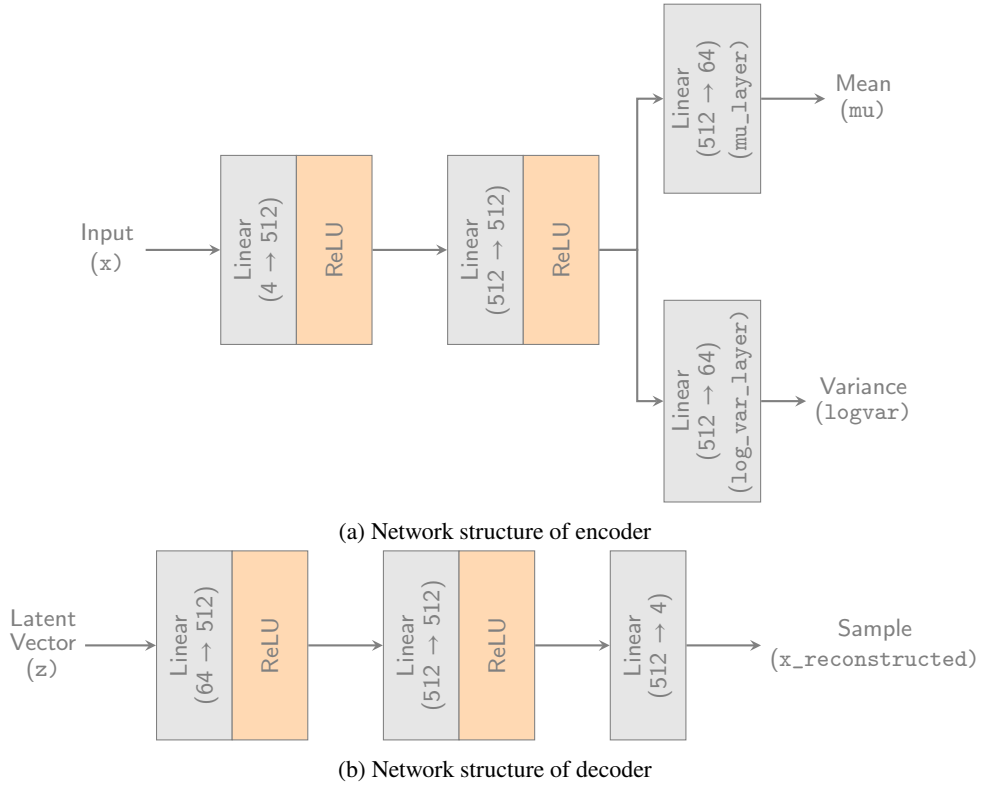 Input
(x)
Linear
(4 → 512)
ReLU
Linear
(512 → 512)
ReLU
Linear
(512 → 64)
(mu_layer)
Mean
(mu)
Linear
(512 → 64)
(log_var_layer)
Variance
(logvar)
(a) Network structure of encoder
Latent
Vector
(z)
Linear
(64 → 512)
ReLU
Linear
(512 → 512)
ReLU
Linear
(512 → 4)
Sample
(x_reconstructed)
(b) Network structure of decoder